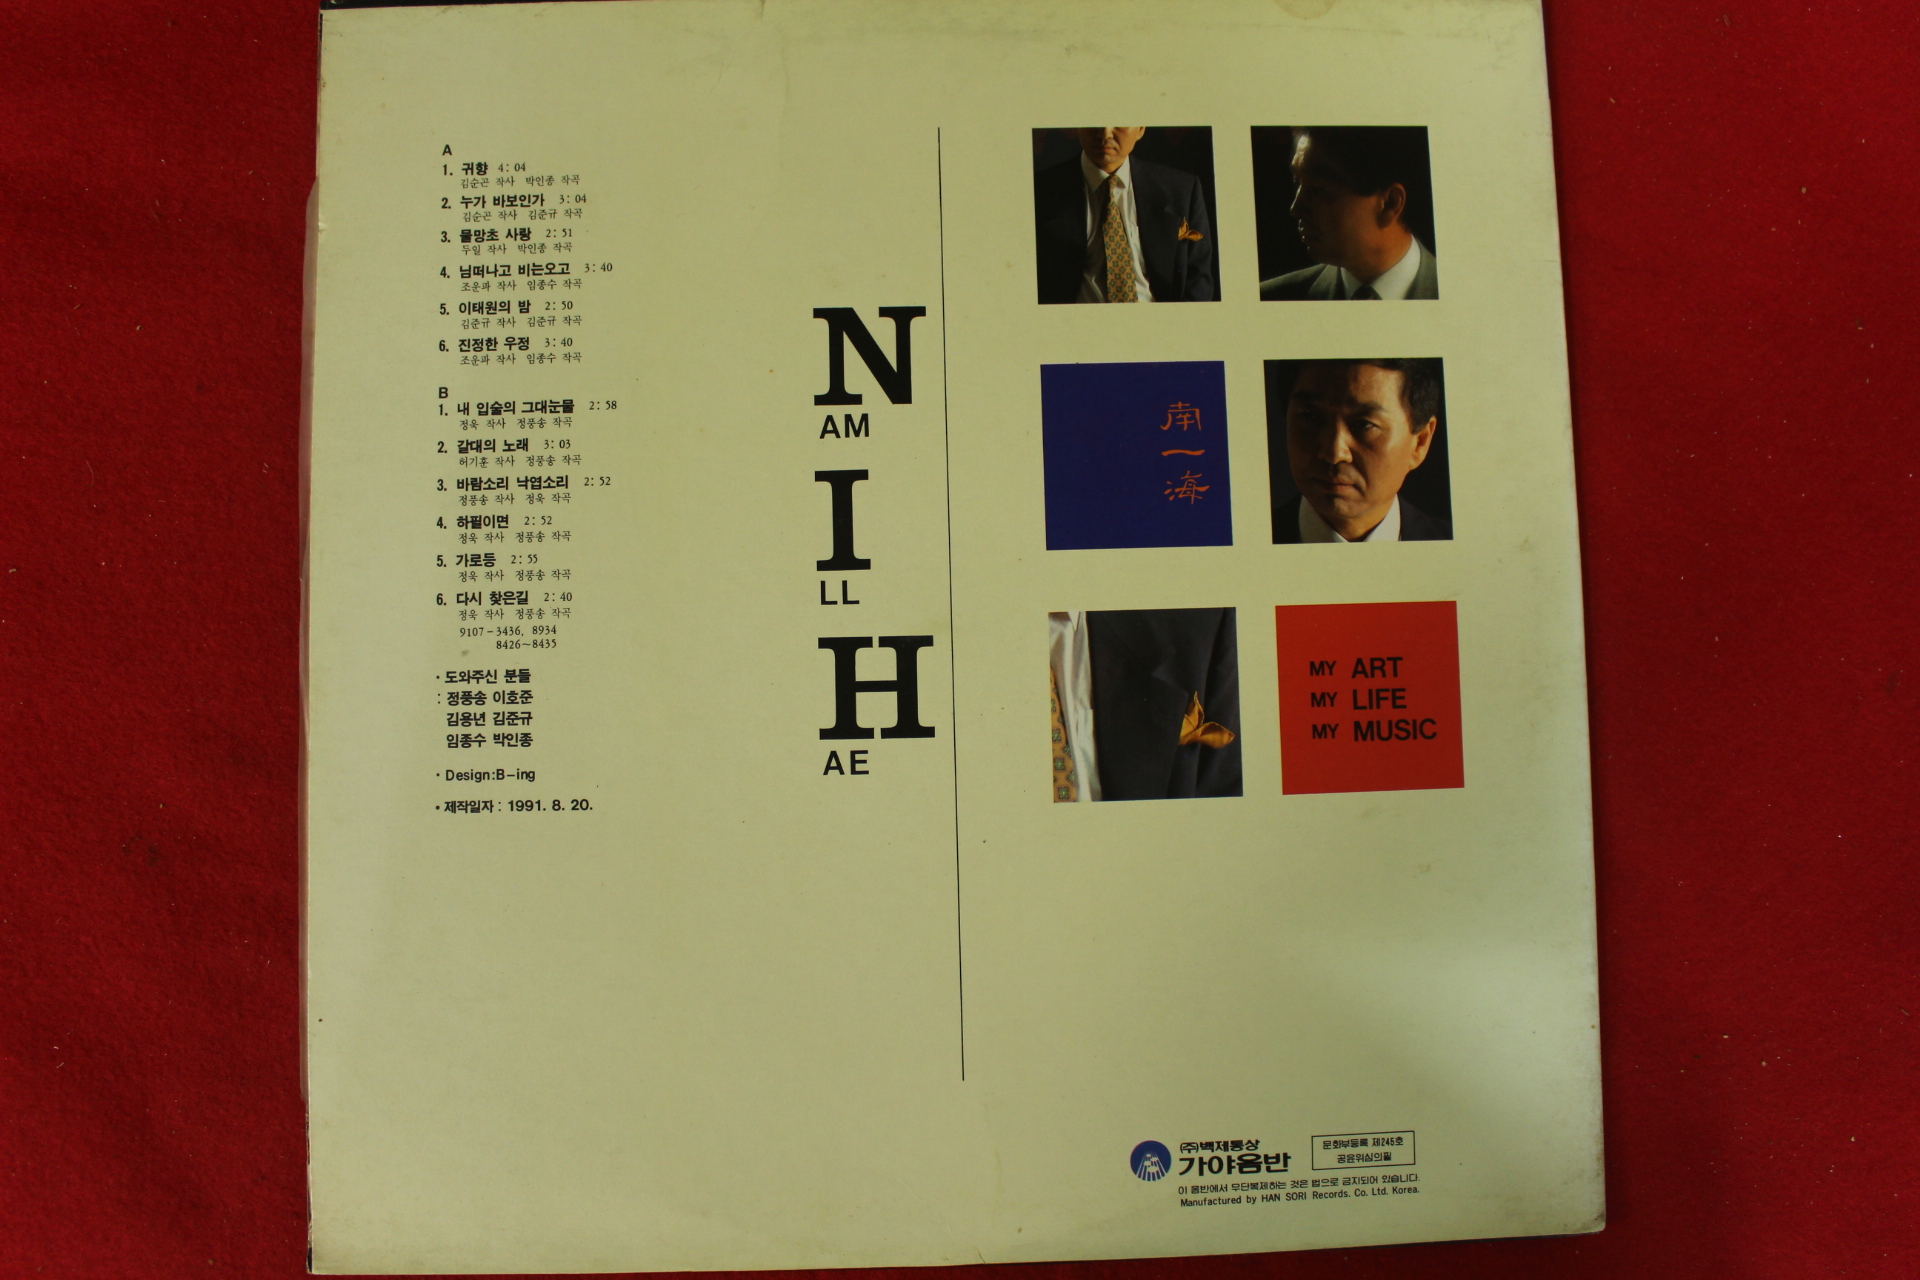 A
1. 귀향 4:04
김순곤 작사 박인종 작곡
2. 누가 바보인가 3:04
김순곤 작사 김준규 작곡
3. 물망초 사랑 2:51
두일 작사 박인종 작곡
4. 님떠나고 비는오고 3:40
조운파 작사 임종수 작곡
5. 이태원의 밤 2:50
김준규 작사 김준규 작곡
6. 진정한 우정 3:40
조운파 작사 임종수 작곡
B
1. 내 입술의 그대눈물 2:58
정욱 작사 정풍송 작곡
2. 갈대의 노래 3:03
허기훈 작사 정풍송 작곡
3. 바람소리 낙엽소리 2:52
정풍송 작사 정욱 작곡
4. 하필이면 2:52
정욱 작사 정풍송 작곡
5. 가로등 2:55
정욱 작사 정풍송 작곡
6. 다시 찾은길 2:40
정욱 작사 정풍송 작곡
9107-3436, 8934
8426~8435
·도와주신 분들
: 정풍송 이호준
김용년 김준규
임종수 박인종
·Design:B-ing
·제작일자 : 1991. 8. 20.
N
AM
I
LL
H
AE
南
一
海
MY ART
MY LIFE
MY MUSIC
(주)백제통상
가야음반
문화부등록 제245호
공윤위심의필
이 음반에서 무단복제하는 것은 법으로 금지되어 있습니다.
Manufactured by HAN SORI Records. Co. Ltd. Korea.